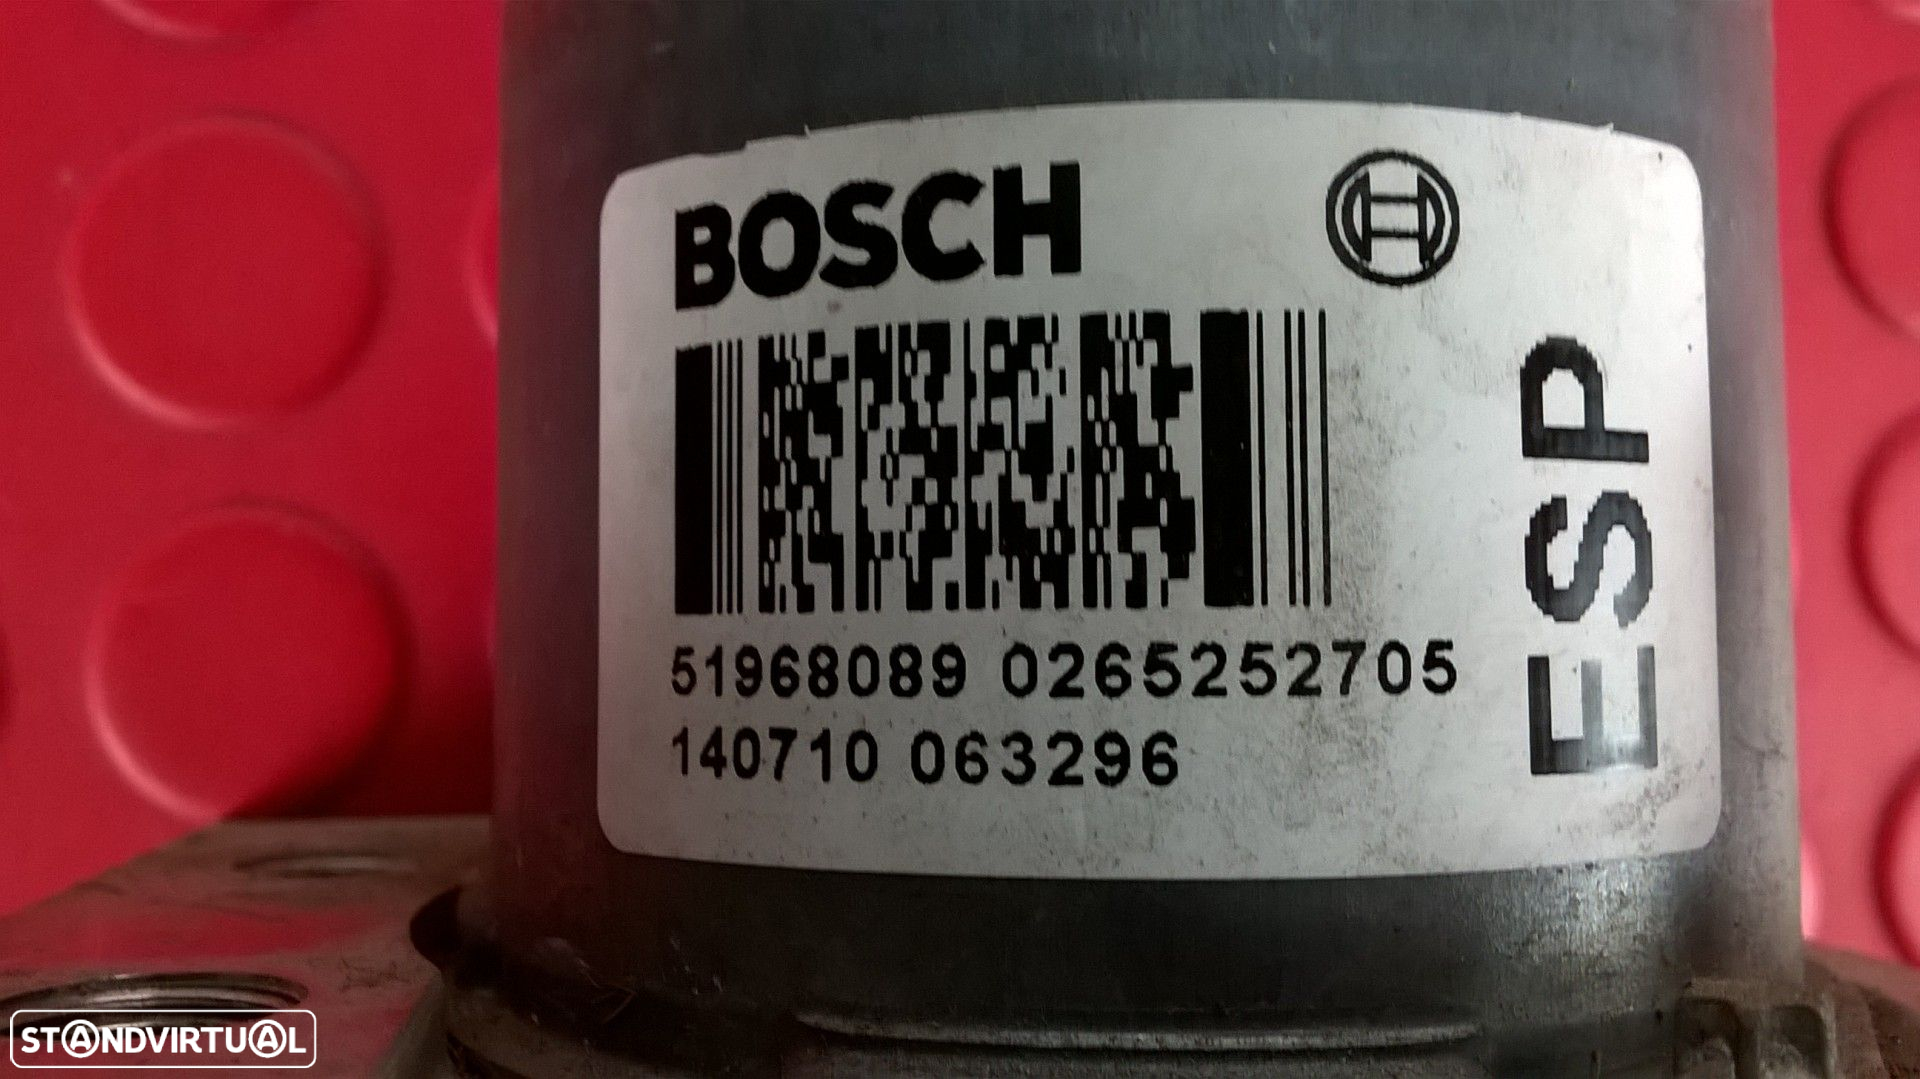 BOSCH
51968089 0265252705
140710 063296
ESP
STANDVIRTUAL